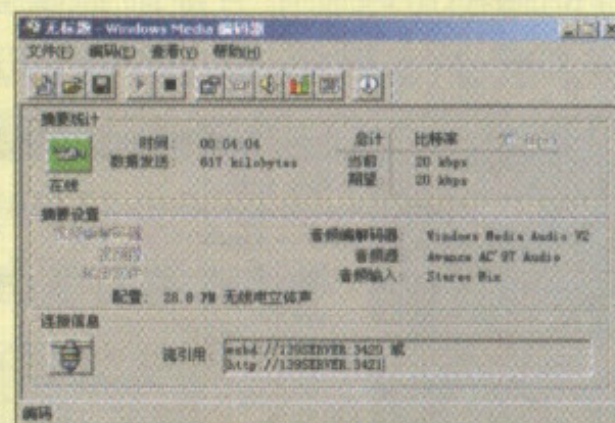 无标题 - Windows Media 编码器
文件(F) 编码(E) 查看(V) 帮助(H)
摘要统计
时间: 00:04:04
数据发送: 617 kilobytes
在线
总计 比特率
当前 20 kbps
期望 20 kbps
摘要设置
音频编解码器 Windows Media Audio V2
音频源 Avance AC'97 Audio
音频输入: Stereo Mix
配置: 28.8 FM 无线电立体声
连接信息
流引用 msbd://139SERVER:3420 或
http://139SERVER:3421
编码